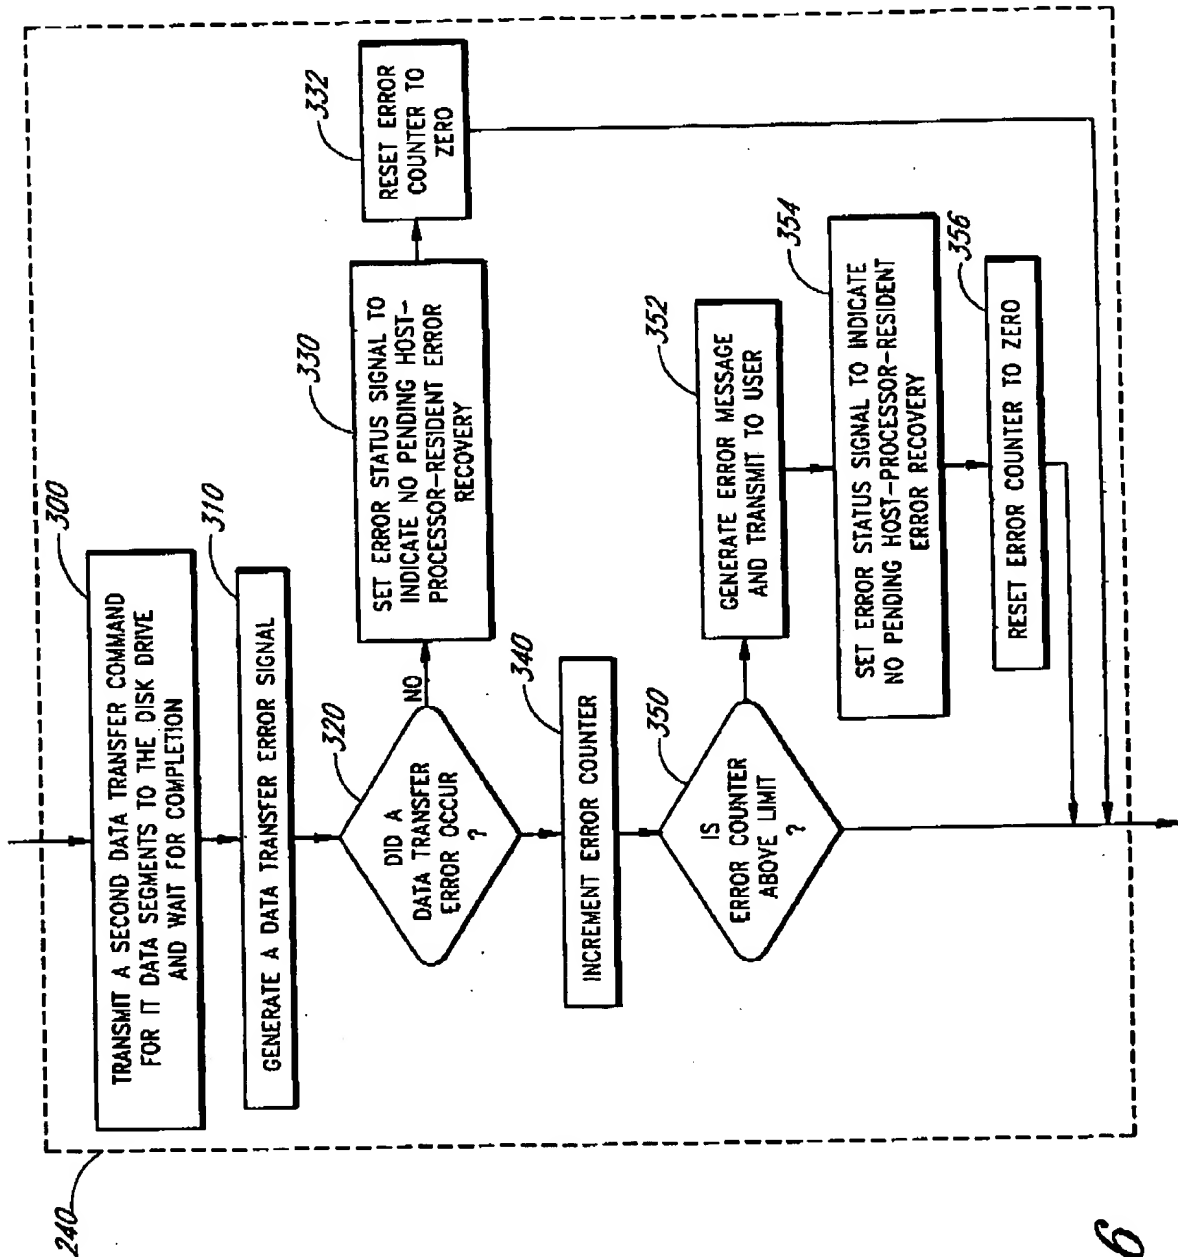 240
300
TRANSMIT A SECOND DATA TRANSFER COMMAND
FOR IT DATA SEGMENTS TO THE DISK DRIVE
AND WAIT FOR COMPLETION
310
GENERATE A DATA TRANSFER ERROR SIGNAL
320
DID A
DATA TRANSFER
ERROR OCCUR
?
NO
330
SET ERROR STATUS SIGNAL TO
INDICATE NO PENDING HOST-
PROCESSOR-RESIDENT ERROR
RECOVERY
332
RESET ERROR
COUNTER TO
ZERO
340
INCREMENT ERROR COUNTER
350
IS
ERROR COUNTER
ABOVE LIMIT
?
352
GENERATE ERROR MESSAGE
AND TRANSMIT TO USER
354
SET ERROR STATUS SIGNAL TO INDICATE
NO PENDING HOST-PROCESSOR-RESIDENT
ERROR RECOVERY
356
RESET ERROR COUNTER TO ZERO
6